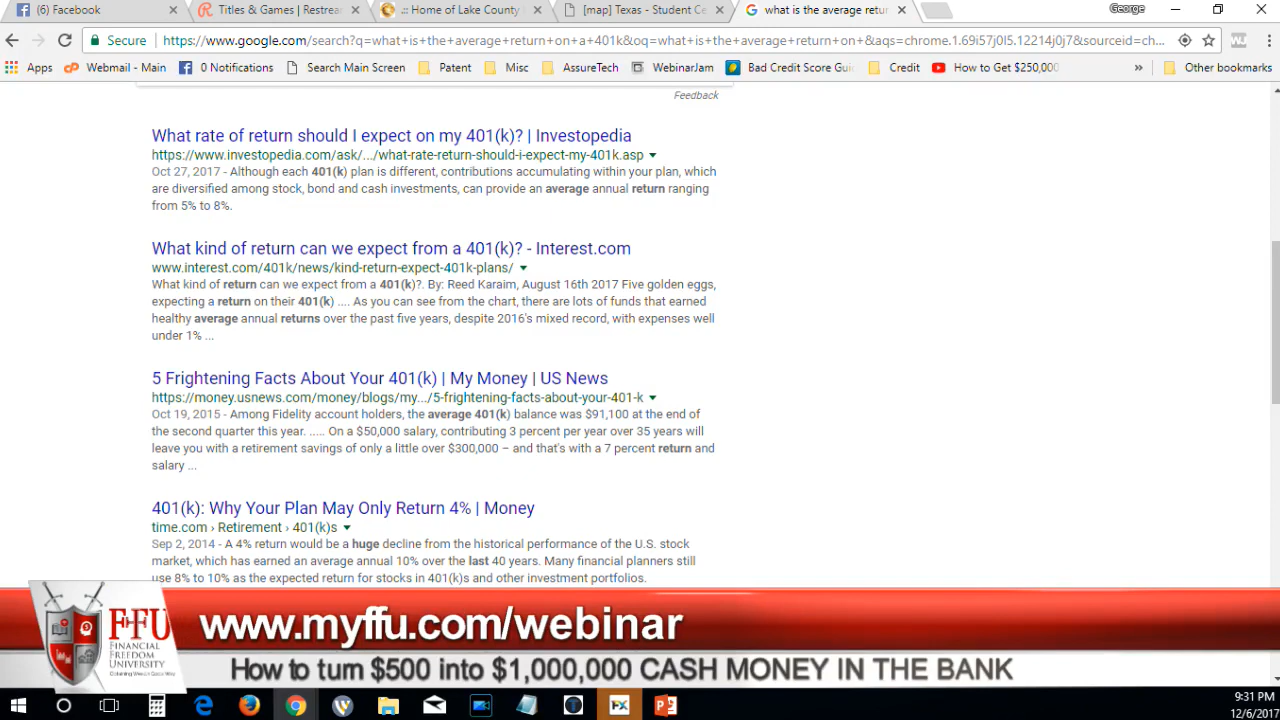 (6) Facebook
Titles & Games | Restrear
.:: Home of Lake County
[map] Texas - Student Ce
what is the average retur
George
Secure
https://www.google.com/search?q=what+is+the+average+return+on+a+401k&oq=what+is+the+average+return+on+&aqs=chrome.1.69i57j0l5.12214j0j7&sourceid=ch...
Apps
Webmail - Main
0 Notifications
Search Main Screen
Patent
Misc
AssureTech
WebinarJam
Bad Credit Score Gui
Credit
How to Get $250,000
»
Other bookmarks
Feedback
What rate of return should I expect on my 401(k)? | Investopedia
https://www.investopedia.com/ask/.../what-rate-return-should-i-expect-my-401k.asp
Oct 27, 2017 - Although each 401(k) plan is different, contributions accumulating within your plan, which
are diversified among stock, bond and cash investments, can provide an average annual return ranging
from 5% to 8%.
What kind of return can we expect from a 401(k)? - Interest.com
www.interest.com/401k/news/kind-return-expect-401k-plans/
What kind of return can we expect from a 401(k)?. By: Reed Karaim, August 16th 2017 Five golden eggs,
expecting a return on their 401(k) .... As you can see from the chart, there are lots of funds that earned
healthy average annual returns over the past five years, despite 2016's mixed record, with expenses well
under 1% ...
5 Frightening Facts About Your 401(k) | My Money | US News
https://money.usnews.com/money/blogs/my.../5-frightening-facts-about-your-401-k
Oct 19, 2015 - Among Fidelity account holders, the average 401(k) balance was $91,100 at the end of
the second quarter this year. ..... On a $50,000 salary, contributing 3 percent per year over 35 years will
leave you with a retirement savings of only a little over $300,000 – and that's with a 7 percent return and
salary ...
401(k): Why Your Plan May Only Return 4% | Money
time.com › Retirement › 401(k)s
Sep 2, 2014 - A 4% return would be a huge decline from the historical performance of the U.S. stock
market, which has earned an average annual 10% over the last 40 years. Many financial planners still
use 8% to 10% as the expected return for stocks in 401(k)s and other investment portfolios.
FFU
FINANCIAL
FREEDOM
UNIVERSITY
www.myffu.com/webinar
How to turn $500 into $1,000,000 CASH MONEY IN THE BANK
9:31 PM
12/6/2017